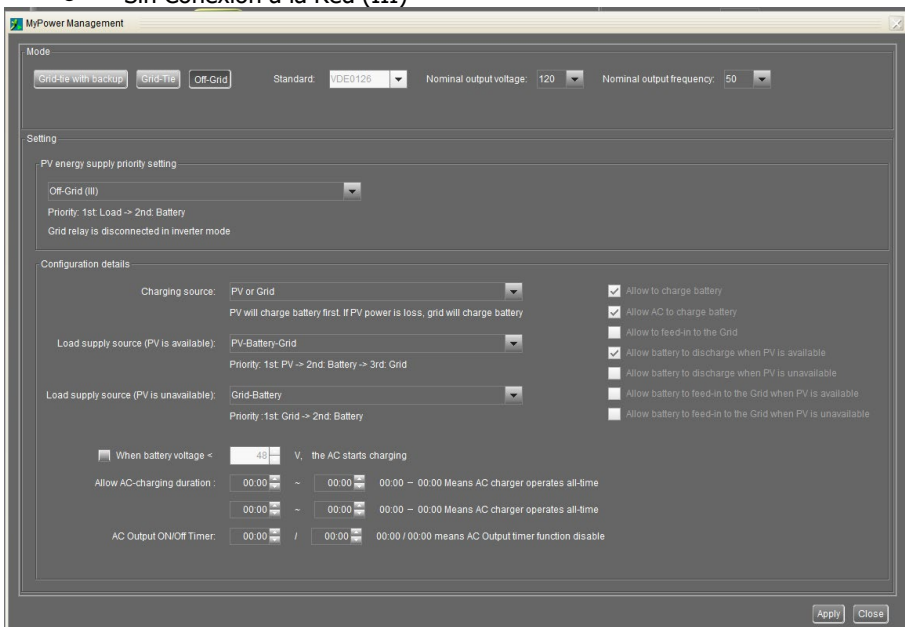 Sin Conexión a la Red (III)
MyPower Management
Mode
Grid-tie with backup Grid-Tie Off-Grid Standard: VDE0126 Nominal output voltage: 120 Nominal output frequency: 50
Setting
PV energy supply priority setting
Off-Grid (III)
Priority: 1st: Load -> 2nd: Battery
Grid relay is disconnected in inverter mode
Configuration details
Charging source: PV or Grid
PV will charge battery first. If PV power is loss, grid will charge battery
Load supply source (PV is available): PV-Battery-Grid
Priority: 1st: PV -> 2nd: Battery -> 3rd: Grid
Load supply source (PV is unavailable): Grid-Battery
Priority :1st: Grid -> 2nd: Battery
Allow to charge battery
Allow AC to charge battery
Allow to feed-in to the Grid
Allow battery to discharge when PV is available
Allow battery to discharge when PV is unavailable
Allow battery to feed-in to the Grid when PV is available
Allow battery to feed-in to the Grid when PV is unavailable
When battery voltage < 48 V, the AC starts charging
Allow AC-charging duration : 00:00 ~ 00:00 00:00 – 00:00 Means AC charger operates all-time
00:00 ~ 00:00 00:00 – 00:00 Means AC charger operates all-time
AC Output ON/Off Timer: 00:00 / 00:00 00:00 / 00:00 means AC Output timer function disable
Apply Close